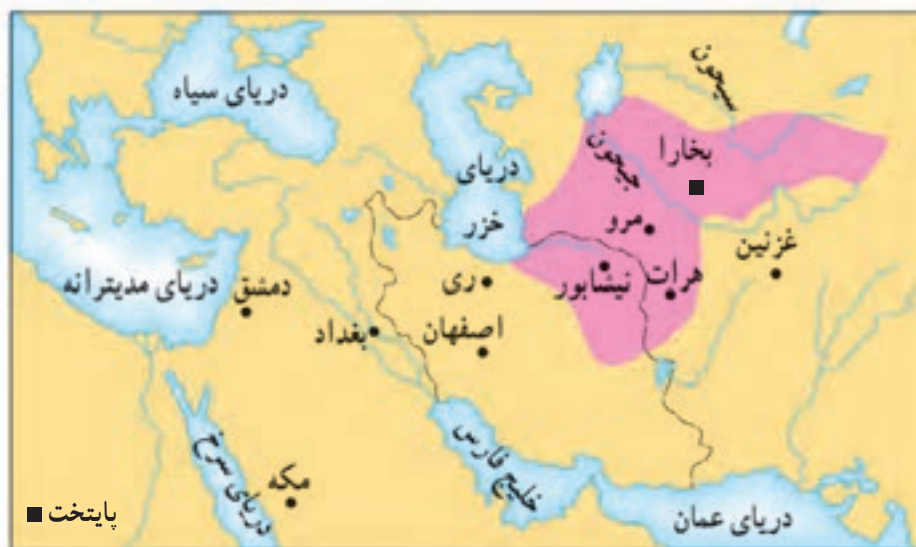 دریای سیاه
سیحون
بخارا
جیحون
دریای
خزر
مرو
غزنین
هرات
نیشابور
ری
دمشق
دریای مدیترانه
بغداد
اصفهان
خلیج فارس
دریای سرخ
مکه
دریای عمان
پایتخت